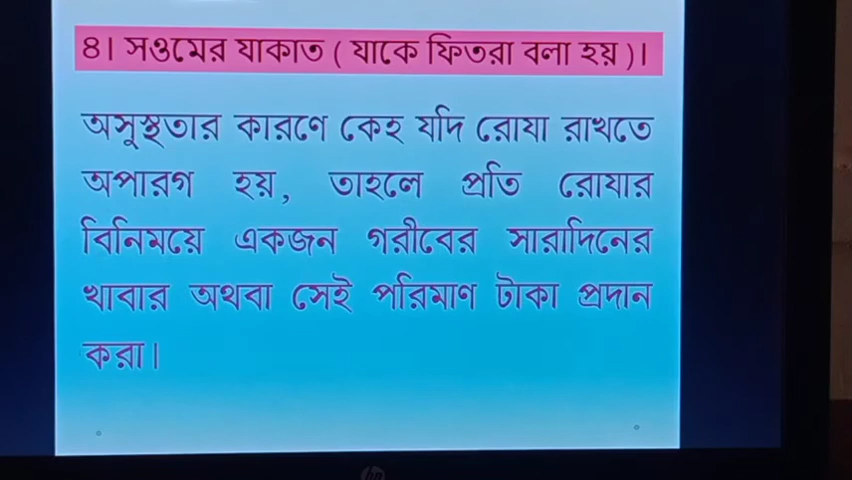 ৪। সওমের যাকাত ( যাকে ফিতরা বলা হয় )।
অসুস্থতার কারণে কেহ যদি রোযা রাখতে
অপারগ হয়, তাহলে প্রতি রোযার
বিনিময়ে একজন গরীবের সারাদিনের
খাবার অথবা সেই পরিমাণ টাকা প্রদান
করা।
hp